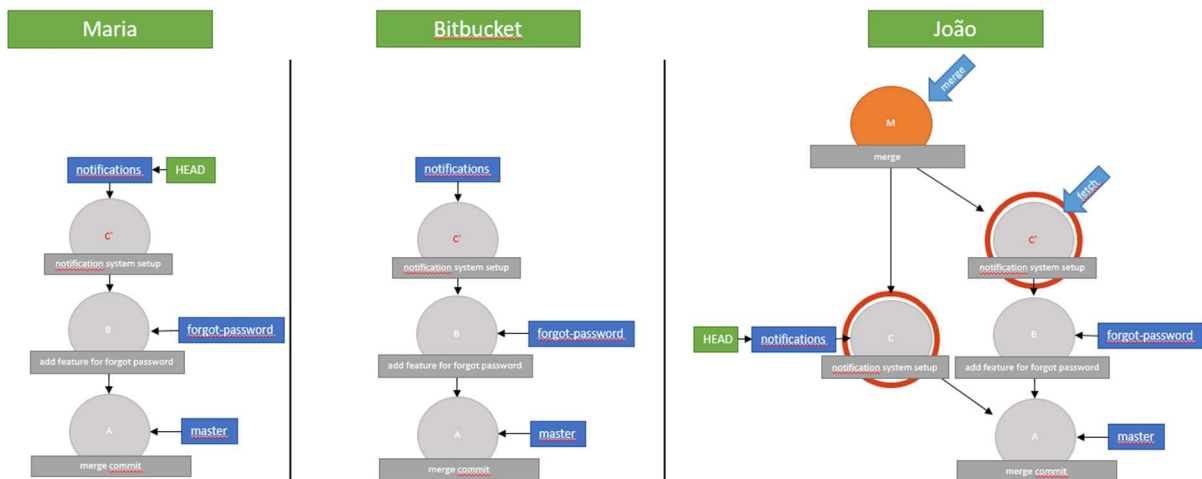 Maria
notifications
HEAD
C'
notification system setup
B
forgot-password
add feature for forgot password
A
master
merge commit
Bitbucket
notifications
C'
notification system setup
B
forgot-password
add feature for forgot password
A
master
merge commit
João
merge
M
merge
fetch
C'
notification system setup
HEAD
notifications
C
notification system setup
B
forgot-password
add feature for forgot password
A
master
merge commit